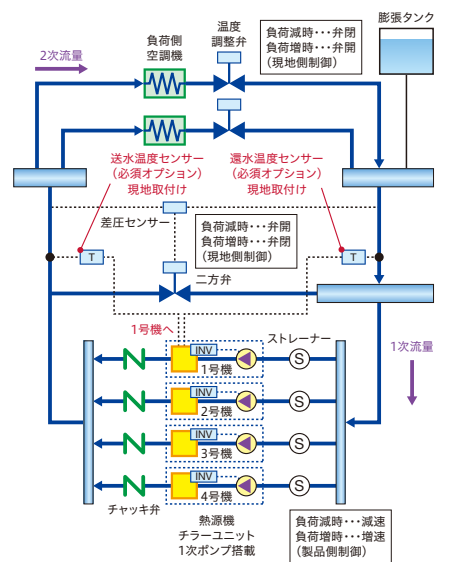 膨張タンク
温度
調整弁
負荷側
空調機
2次流量
負荷減時・・・弁閉
負荷増時・・・弁開
(現地側制御)
送水温度センサー
(必須オプション)
現地取付け
還水温度センサー
(必須オプション)
現地取付け
差圧センサー
負荷減時・・・弁開
負荷増時・・・弁閉
(現地側制御)
T
T
二方弁
1号機へ
ストレーナー
1次流量
INV
1号機
S
INV
2号機
S
INV
3号機
S
INV
4号機
S
チャッキ弁
熱源機
チラーユニット
1次ポンプ搭載
負荷減時・・・減速
負荷増時・・・増速
(製品側制御)